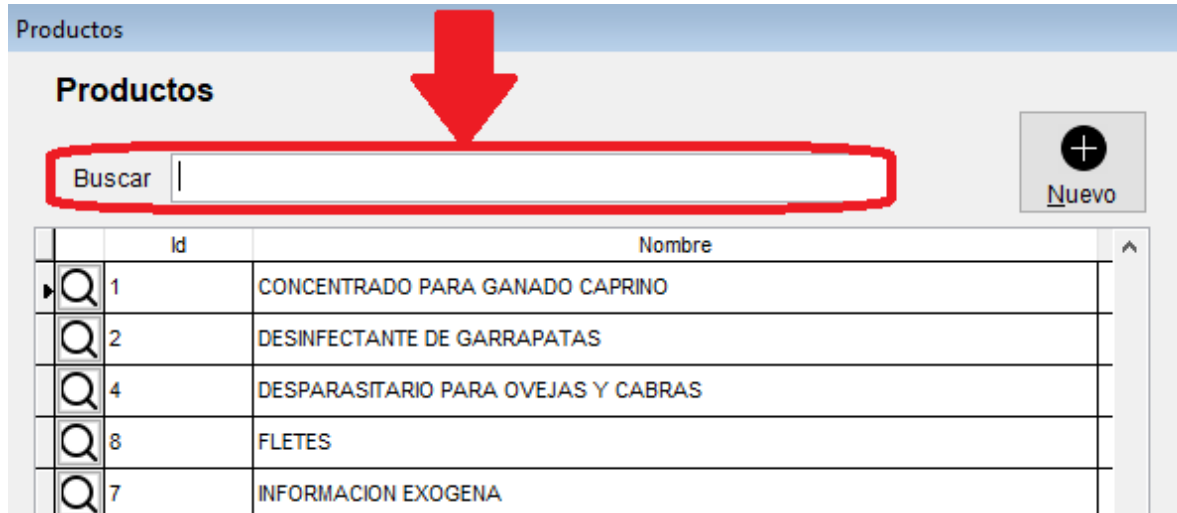 Productos
Productos
Buscar
Nuevo
Id Nombre
1 CONCENTRADO PARA GANADO CAPRINO
2 DESINFECTANTE DE GARRAPATAS
4 DESPARASITARIO PARA OVEJAS Y CABRAS
8 FLETES
7 INFORMACION EXOGENA